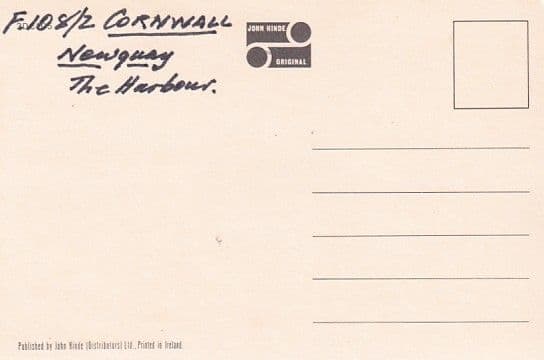 F.108/2 CORNWALL
Newquay
The Harbour.
JOHN HINDE
ORIGINAL
Published by John Hinde (Distributors) Ltd., Printed in Ireland.